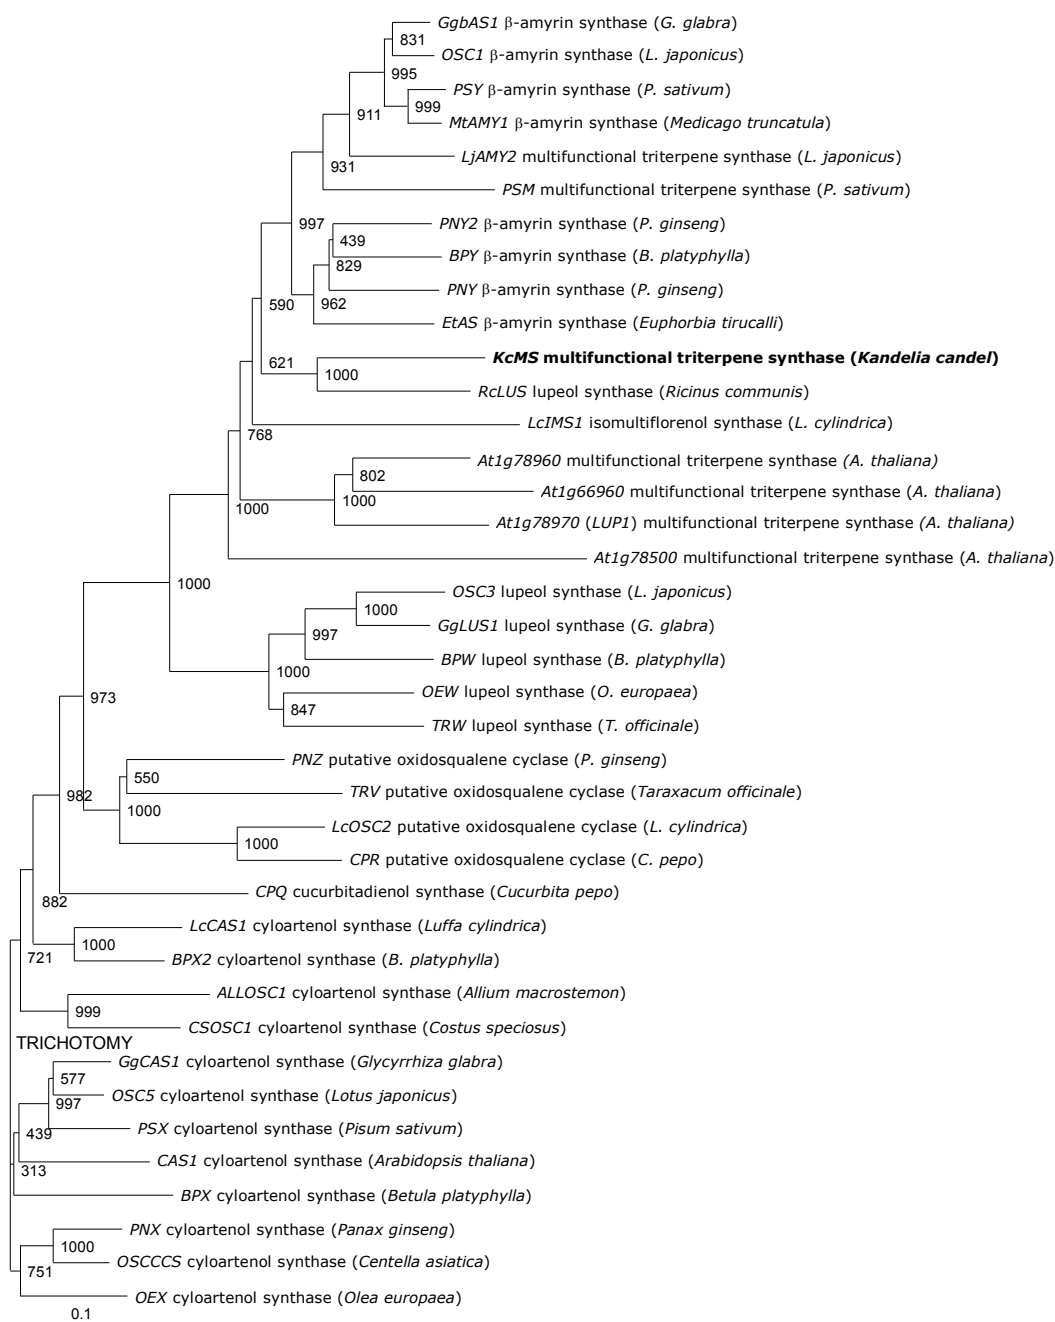 GgbAS1 β-amyrin synthase (G. glabra)
831
OSC1 β-amyrin synthase (L. japonicus)
995
PSY β-amyrin synthase (P. sativum)
999
911
MtAMY1 β-amyrin synthase (Medicago truncatula)
LjAMY2 multifunctional triterpene synthase (L. japonicus)
931
PSM multifunctional triterpene synthase (P. sativum)
997
PNY2 β-amyrin synthase (P. ginseng)
439
BPY β-amyrin synthase (B. platyphylla)
829
PNY β-amyrin synthase (P. ginseng)
590
962
EtAS β-amyrin synthase (Euphorbia tirucalli)
KcMS multifunctional triterpene synthase (Kandelia candel)
621
1000
RcLUS lupeol synthase (Ricinus communis)
LcIMS1 isomultiflorenol synthase (L. cylindrica)
768
At1g78960 multifunctional triterpene synthase (A. thaliana)
802
At1g66960 multifunctional triterpene synthase (A. thaliana)
1000
1000
At1g78970 (LUP1) multifunctional triterpene synthase (A. thaliana)
At1g78500 multifunctional triterpene synthase (A. thaliana)
1000
OSC3 lupeol synthase (L. japonicus)
1000
GgLUS1 lupeol synthase (G. glabra)
997
BPW lupeol synthase (B. platyphylla)
1000
OEW lupeol synthase (O. europaea)
973
847
TRW lupeol synthase (T. officinale)
PNZ putative oxidosqualene cyclase (P. ginseng)
550
TRV putative oxidosqualene cyclase (Taraxacum officinale)
982
1000
LcOSC2 putative oxidosqualene cyclase (L. cylindrica)
1000
CPR putative oxidosqualene cyclase (C. pepo)
CPQ cucurbitadienol synthase (Cucurbita pepo)
882
LcCAS1 cyloartenol synthase (Luffa cylindrica)
1000
721
BPX2 cyloartenol synthase (B. platyphylla)
ALLOSC1 cyloartenol synthase (Allium macrostemon)
999
CSOSC1 cyloartenol synthase (Costus speciosus)
TRICHOTOMY
GgCAS1 cyloartenol synthase (Glycyrrhiza glabra)
577
OSC5 cyloartenol synthase (Lotus japonicus)
997
PSX cyloartenol synthase (Pisum sativum)
439
CAS1 cyloartenol synthase (Arabidopsis thaliana)
313
BPX cyloartenol synthase (Betula platyphylla)
PNX cyloartenol synthase (Panax ginseng)
1000
OSCCCS cyloartenol synthase (Centella asiatica)
751
OEX cyloartenol synthase (Olea europaea)
0.1